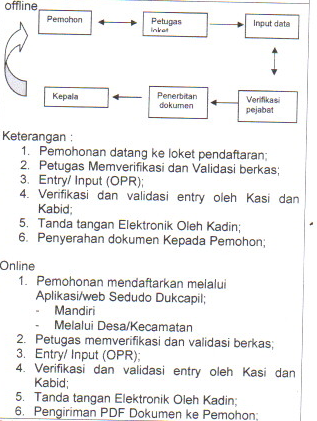 offline
Pemohon
Petugas
loket
Input data
Kepala
Penerbitan
dokumen
Verifikasi
pejabat
Keterangan :
1. Pemohonan datang ke loket pendaftaran;
2. Petugas Memverifikasi dan Validasi berkas;
3. Entry/ Input (OPR);
4. Verifikasi dan validasi entry oleh Kasi dan
Kabid;
5. Tanda tangan Elektronik Oleh Kadin;
6. Penyerahan dokumen Kepada Pemohon;
Online
1. Pemohonan mendaftarkan melalui
Aplikasi/web Sedudo Dukcapil;
- Mandiri
- Melalui Desa/Kecamatan
2. Petugas memverifikasi dan validasi berkas;
3. Entry/ Input (OPR);
4. Verifikasi dan validasi entry oleh Kasi dan
Kabid;
5. Tanda tangan Elektronik Oleh Kadin;
6. Pengiriman PDF Dokumen ke Pemohon;